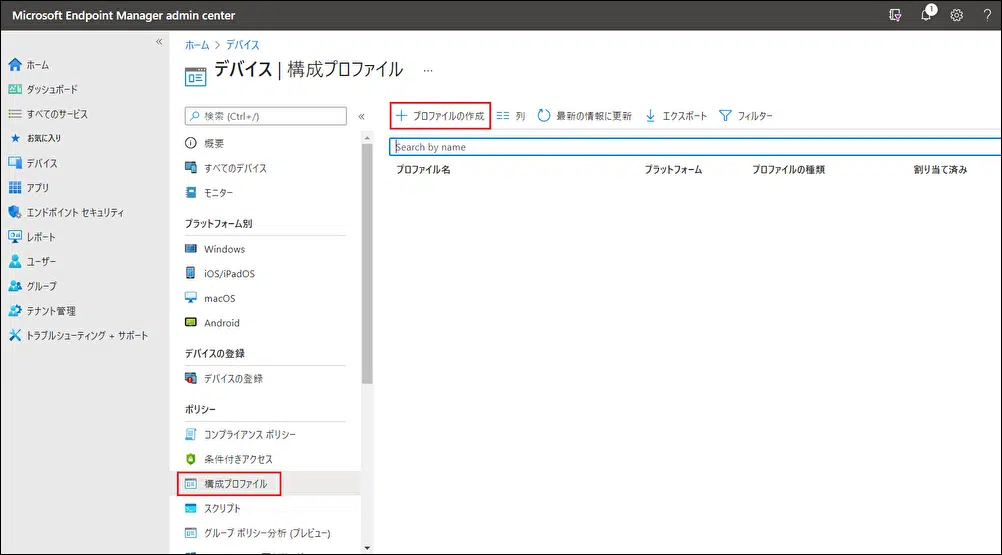 Microsoft Endpoint Manager admin center
1
?
«
ホーム
ダッシュボード
すべてのサービス
お気に入り
デバイス
アプリ
エンドポイント セキュリティ
レポート
ユーザー
グループ
テナント管理
トラブルシューティング + サポート
ホーム > デバイス
デバイス | 構成プロファイル ...
検索 (Ctrl+/)
«
概要
すべてのデバイス
モニター
プラットフォーム別
Windows
iOS/iPadOS
macOS
Android
デバイスの登録
デバイスの登録
ポリシー
コンプライアンス ポリシー
条件付きアクセス
構成プロファイル
スクリプト
グループ ポリシー分析 (プレビュー)
プロファイルの作成 列 最新の情報に更新 エクスポート フィルター
Search by name
プロファイル名 プラットフォーム プロファイルの種類 割り当て済み